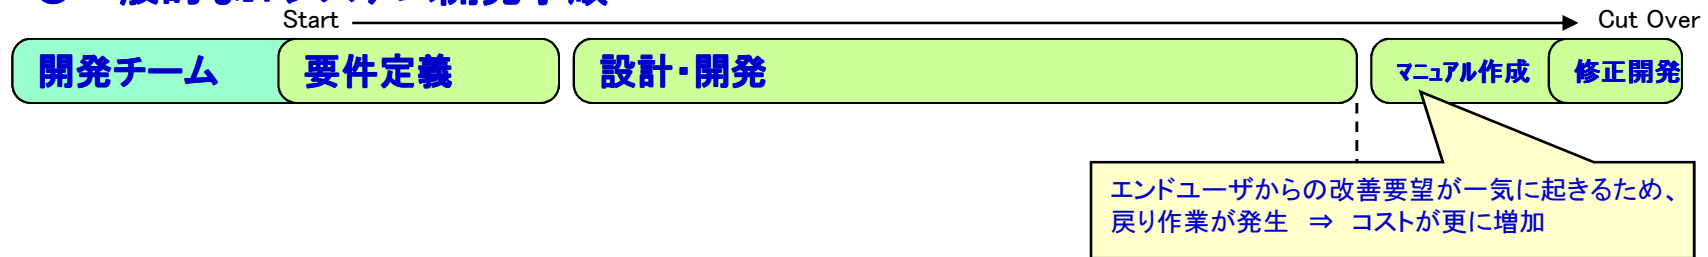 Start
Cut Over
開発チーム
要件定義
設計・開発
マニュアル作成
修正開発
エンドユーザからの改善要望が一気に起きるため、
戻り作業が発生 ⇒ コストが更に増加